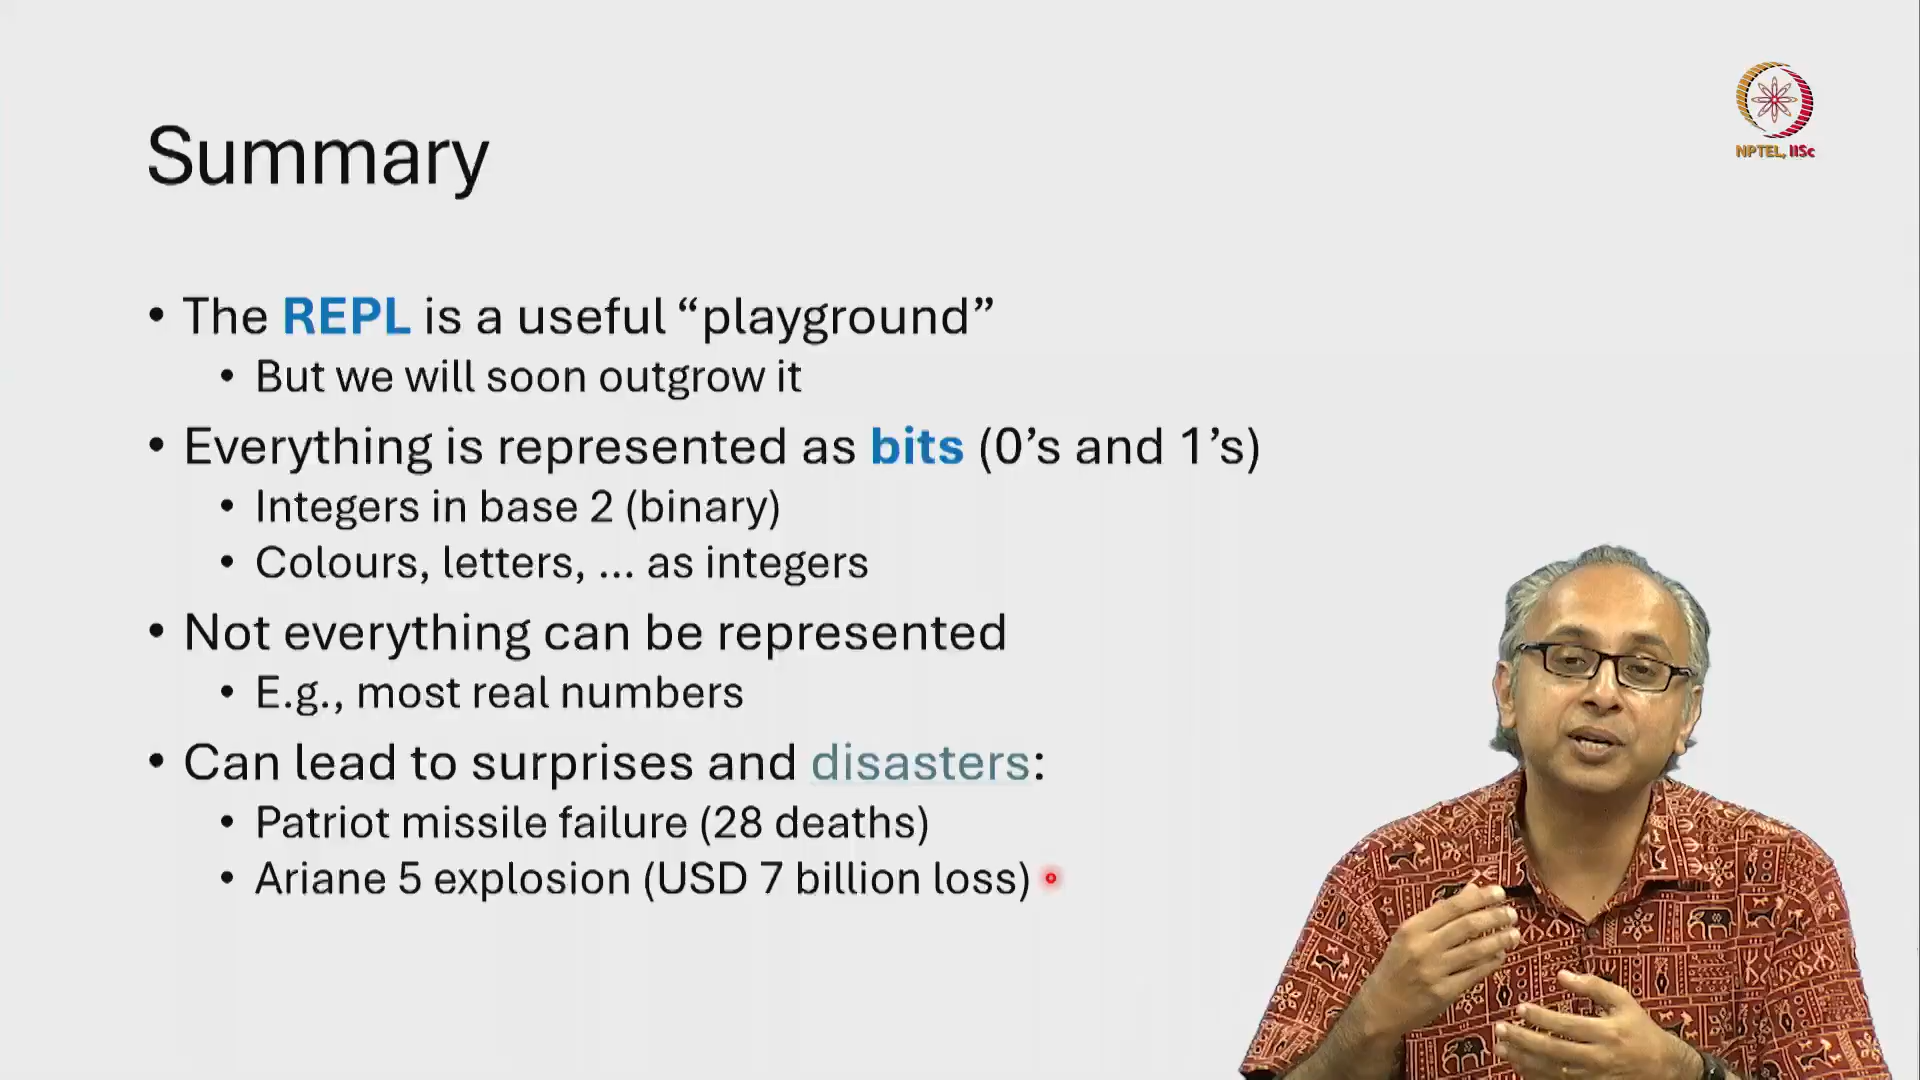 NPTEL, IISc
Summary
• The REPL is a useful “playground”
• But we will soon outgrow it
• Everything is represented as bits (0’s and 1’s)
• Integers in base 2 (binary)
• Colours, letters, ... as integers
• Not everything can be represented
• E.g., most real numbers
• Can lead to surprises and disasters:
• Patriot missile failure (28 deaths)
• Ariane 5 explosion (USD 7 billion loss)